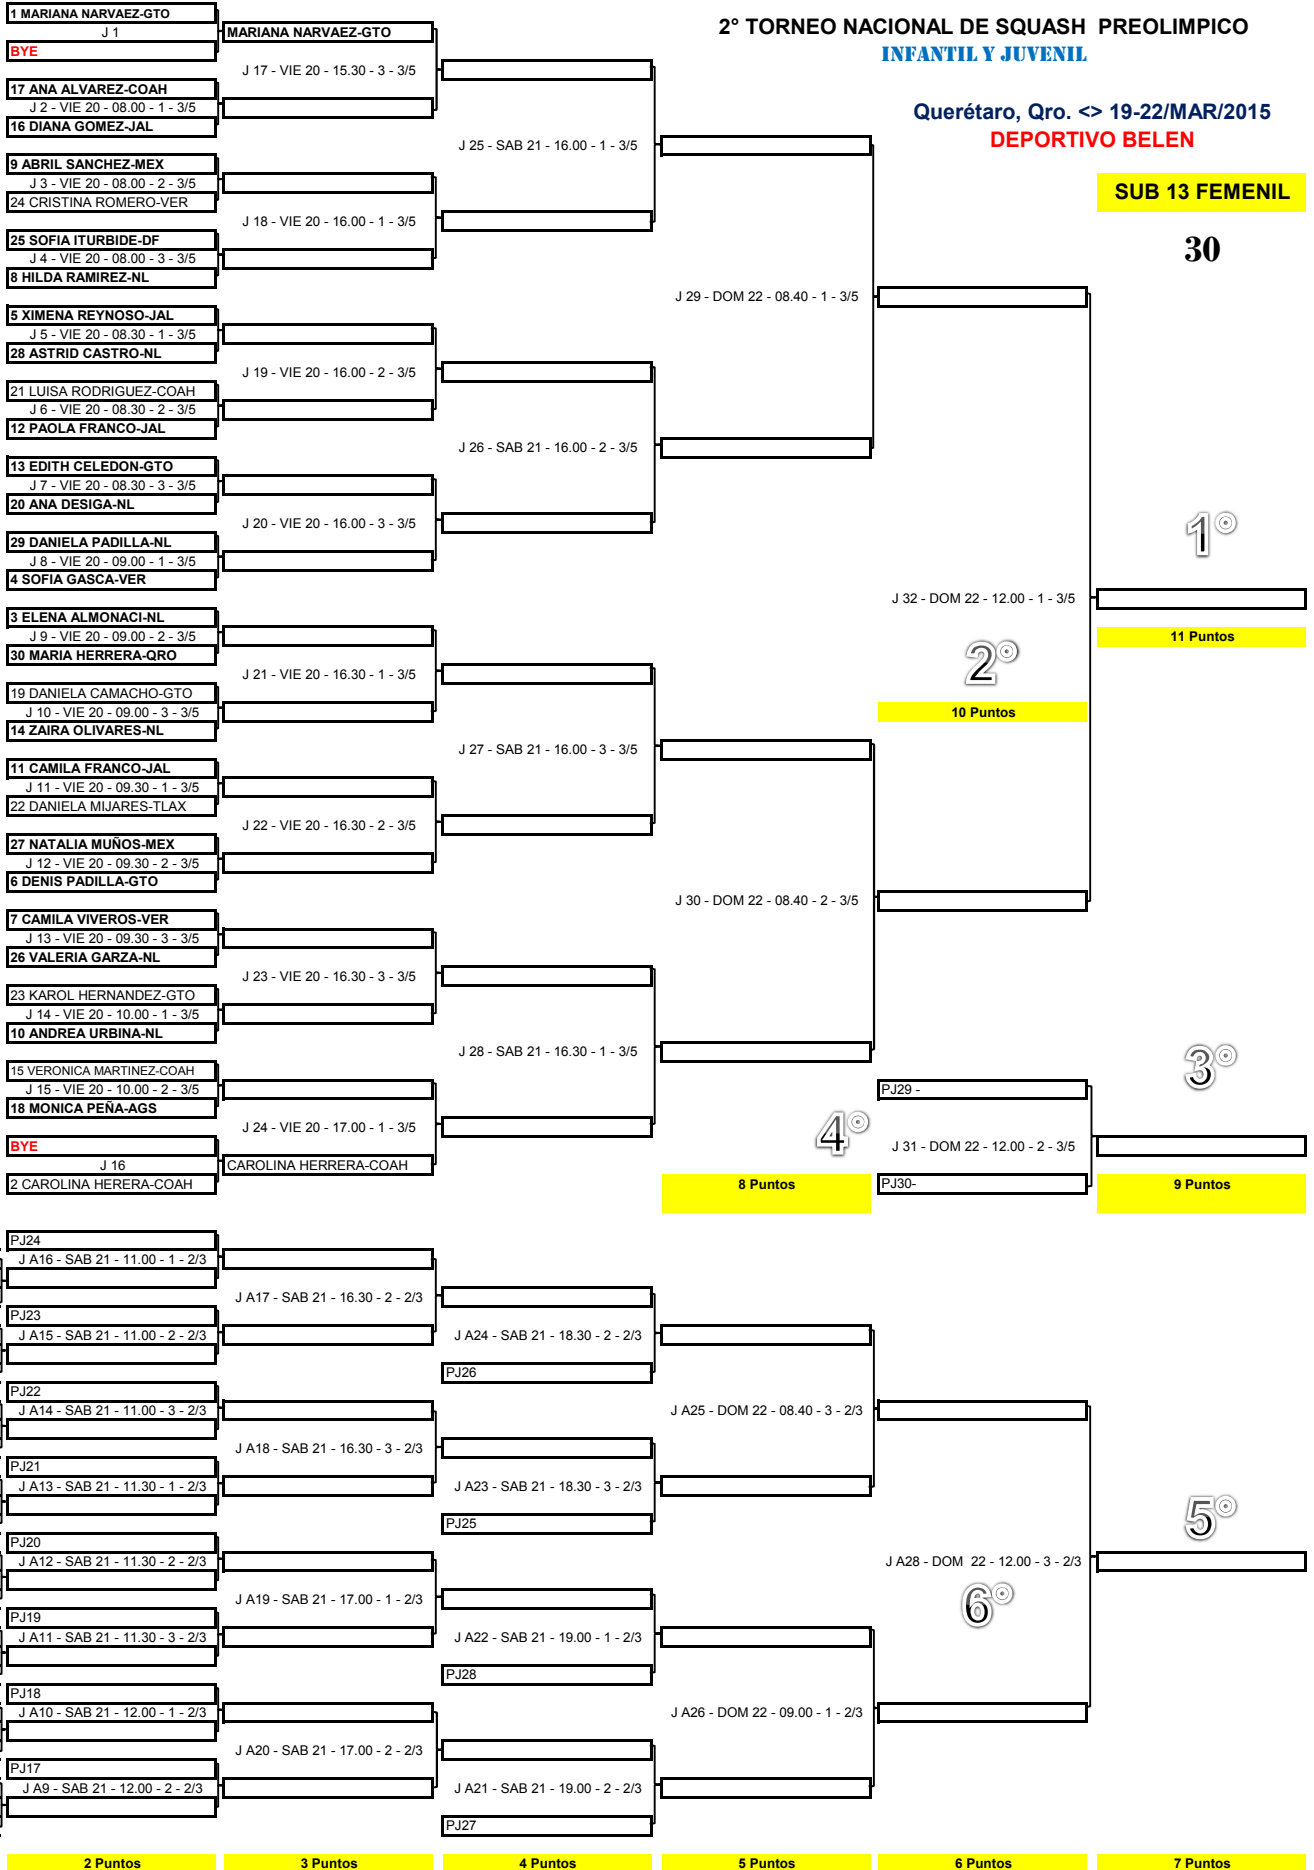 2° TORNEO NACIONAL DE SQUASH PREOLIMPICO
INFANTIL Y JUVENIL
Querétaro, Qro. <> 19-22/MAR/2015
DEPORTIVO BELEN
SUB 13 FEMENIL
30
1 MARIANA NARVAEZ-GTO
J 1
BYE
17 ANA ALVAREZ-COAH
J 2 - VIE 20 - 08.00 - 1 - 3/5
16 DIANA GOMEZ-JAL
9 ABRIL SANCHEZ-MEX
J 3 - VIE 20 - 08.00 - 2 - 3/5
24 CRISTINA ROMERO-VER
25 SOFIA ITURBIDE-DF
J 4 - VIE 20 - 08.00 - 3 - 3/5
8 HILDA RAMIREZ-NL
5 XIMENA REYNOSO-JAL
J 5 - VIE 20 - 08.30 - 1 - 3/5
28 ASTRID CASTRO-NL
21 LUISA RODRIGUEZ-COAH
J 6 - VIE 20 - 08.30 - 2 - 3/5
12 PAOLA FRANCO-JAL
13 EDITH CELEDON-GTO
J 7 - VIE 20 - 08.30 - 3 - 3/5
20 ANA DESIGA-NL
29 DANIELA PADILLA-NL
J 8 - VIE 20 - 09.00 - 1 - 3/5
4 SOFIA GASCA-VER
3 ELENA ALMONACI-NL
J 9 - VIE 20 - 09.00 - 2 - 3/5
30 MARIA HERRERA-QRO
19 DANIELA CAMACHO-GTO
J 10 - VIE 20 - 09.00 - 3 - 3/5
14 ZAIRA OLIVARES-NL
11 CAMILA FRANCO-JAL
J 11 - VIE 20 - 09.30 - 1 - 3/5
22 DANIELA MIJARES-TLAX
27 NATALIA MUÑOS-MEX
J 12 - VIE 20 - 09.30 - 2 - 3/5
6 DENIS PADILLA-GTO
7 CAMILA VIVEROS-VER
J 13 - VIE 20 - 09.30 - 3 - 3/5
26 VALERIA GARZA-NL
23 KAROL HERNANDEZ-GTO
J 14 - VIE 20 - 10.00 - 1 - 3/5
10 ANDREA URBINA-NL
15 VERONICA MARTINEZ-COAH
J 15 - VIE 20 - 10.00 - 2 - 3/5
18 MONICA PEÑA-AGS
BYE
J 16
2 CAROLINA HERERA-COAH
MARIANA NARVAEZ-GTO
J 17 - VIE 20 - 15.30 - 3 - 3/5
J 18 - VIE 20 - 16.00 - 1 - 3/5
J 19 - VIE 20 - 16.00 - 2 - 3/5
J 20 - VIE 20 - 16.00 - 3 - 3/5
J 21 - VIE 20 - 16.30 - 1 - 3/5
J 22 - VIE 20 - 16.30 - 2 - 3/5
J 23 - VIE 20 - 16.30 - 3 - 3/5
J 24 - VIE 20 - 17.00 - 1 - 3/5
CAROLINA HERRERA-COAH
J 25 - SAB 21 - 16.00 - 1 - 3/5
J 26 - SAB 21 - 16.00 - 2 - 3/5
J 27 - SAB 21 - 16.00 - 3 - 3/5
J 28 - SAB 21 - 16.30 - 1 - 3/5
J 29 - DOM 22 - 08.40 - 1 - 3/5
J 30 - DOM 22 - 08.40 - 2 - 3/5
4°
8 Puntos
J 32 - DOM 22 - 12.00 - 1 - 3/5
2°
10 Puntos
PJ29 -
J 31 - DOM 22 - 12.00 - 2 - 3/5
PJ30-
1°
11 Puntos
3°
9 Puntos
PJ24
J A16 - SAB 21 - 11.00 - 1 - 2/3
PJ23
J A15 - SAB 21 - 11.00 - 2 - 2/3
PJ22
J A14 - SAB 21 - 11.00 - 3 - 2/3
PJ21
J A13 - SAB 21 - 11.30 - 1 - 2/3
PJ20
J A12 - SAB 21 - 11.30 - 2 - 2/3
PJ19
J A11 - SAB 21 - 11.30 - 3 - 2/3
PJ18
J A10 - SAB 21 - 12.00 - 1 - 2/3
PJ17
J A9 - SAB 21 - 12.00 - 2 - 2/3
J A17 - SAB 21 - 16.30 - 2 - 2/3
J A18 - SAB 21 - 16.30 - 3 - 2/3
J A19 - SAB 21 - 17.00 - 1 - 2/3
J A20 - SAB 21 - 17.00 - 2 - 2/3
J A24 - SAB 21 - 18.30 - 2 - 2/3
PJ26
J A23 - SAB 21 - 18.30 - 3 - 2/3
PJ25
J A22 - SAB 21 - 19.00 - 1 - 2/3
PJ28
J A21 - SAB 21 - 19.00 - 2 - 2/3
PJ27
J A25 - DOM 22 - 08.40 - 3 - 2/3
J A26 - DOM 22 - 09.00 - 1 - 2/3
J A28 - DOM 22 - 12.00 - 3 - 2/3
6°
5°
2 Puntos
3 Puntos
4 Puntos
5 Puntos
6 Puntos
7 Puntos